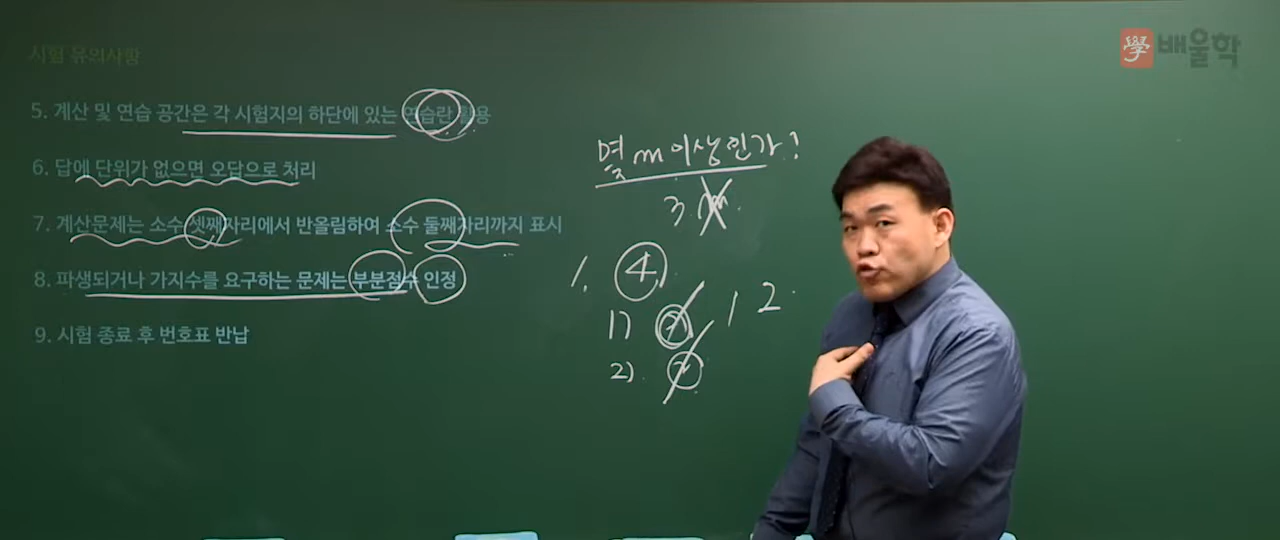 시험 유의사항
學 배울학
5. 계산 및 연습 공간은 각 시험지의 하단에 있는 연습란 활용
6. 답에 단위가 없으면 오답으로 처리
7. 계산문제는 소수 셋째자리에서 반올림하여 소수 둘째자리까지 표시
8. 파생되거나 가지수를 요구하는 문제는 부분점수 인정
9. 시험 종료 후 번호표 반납
몇 m 이상인가?
3 m.
1. 4
1) 2 1 2.
2). 2